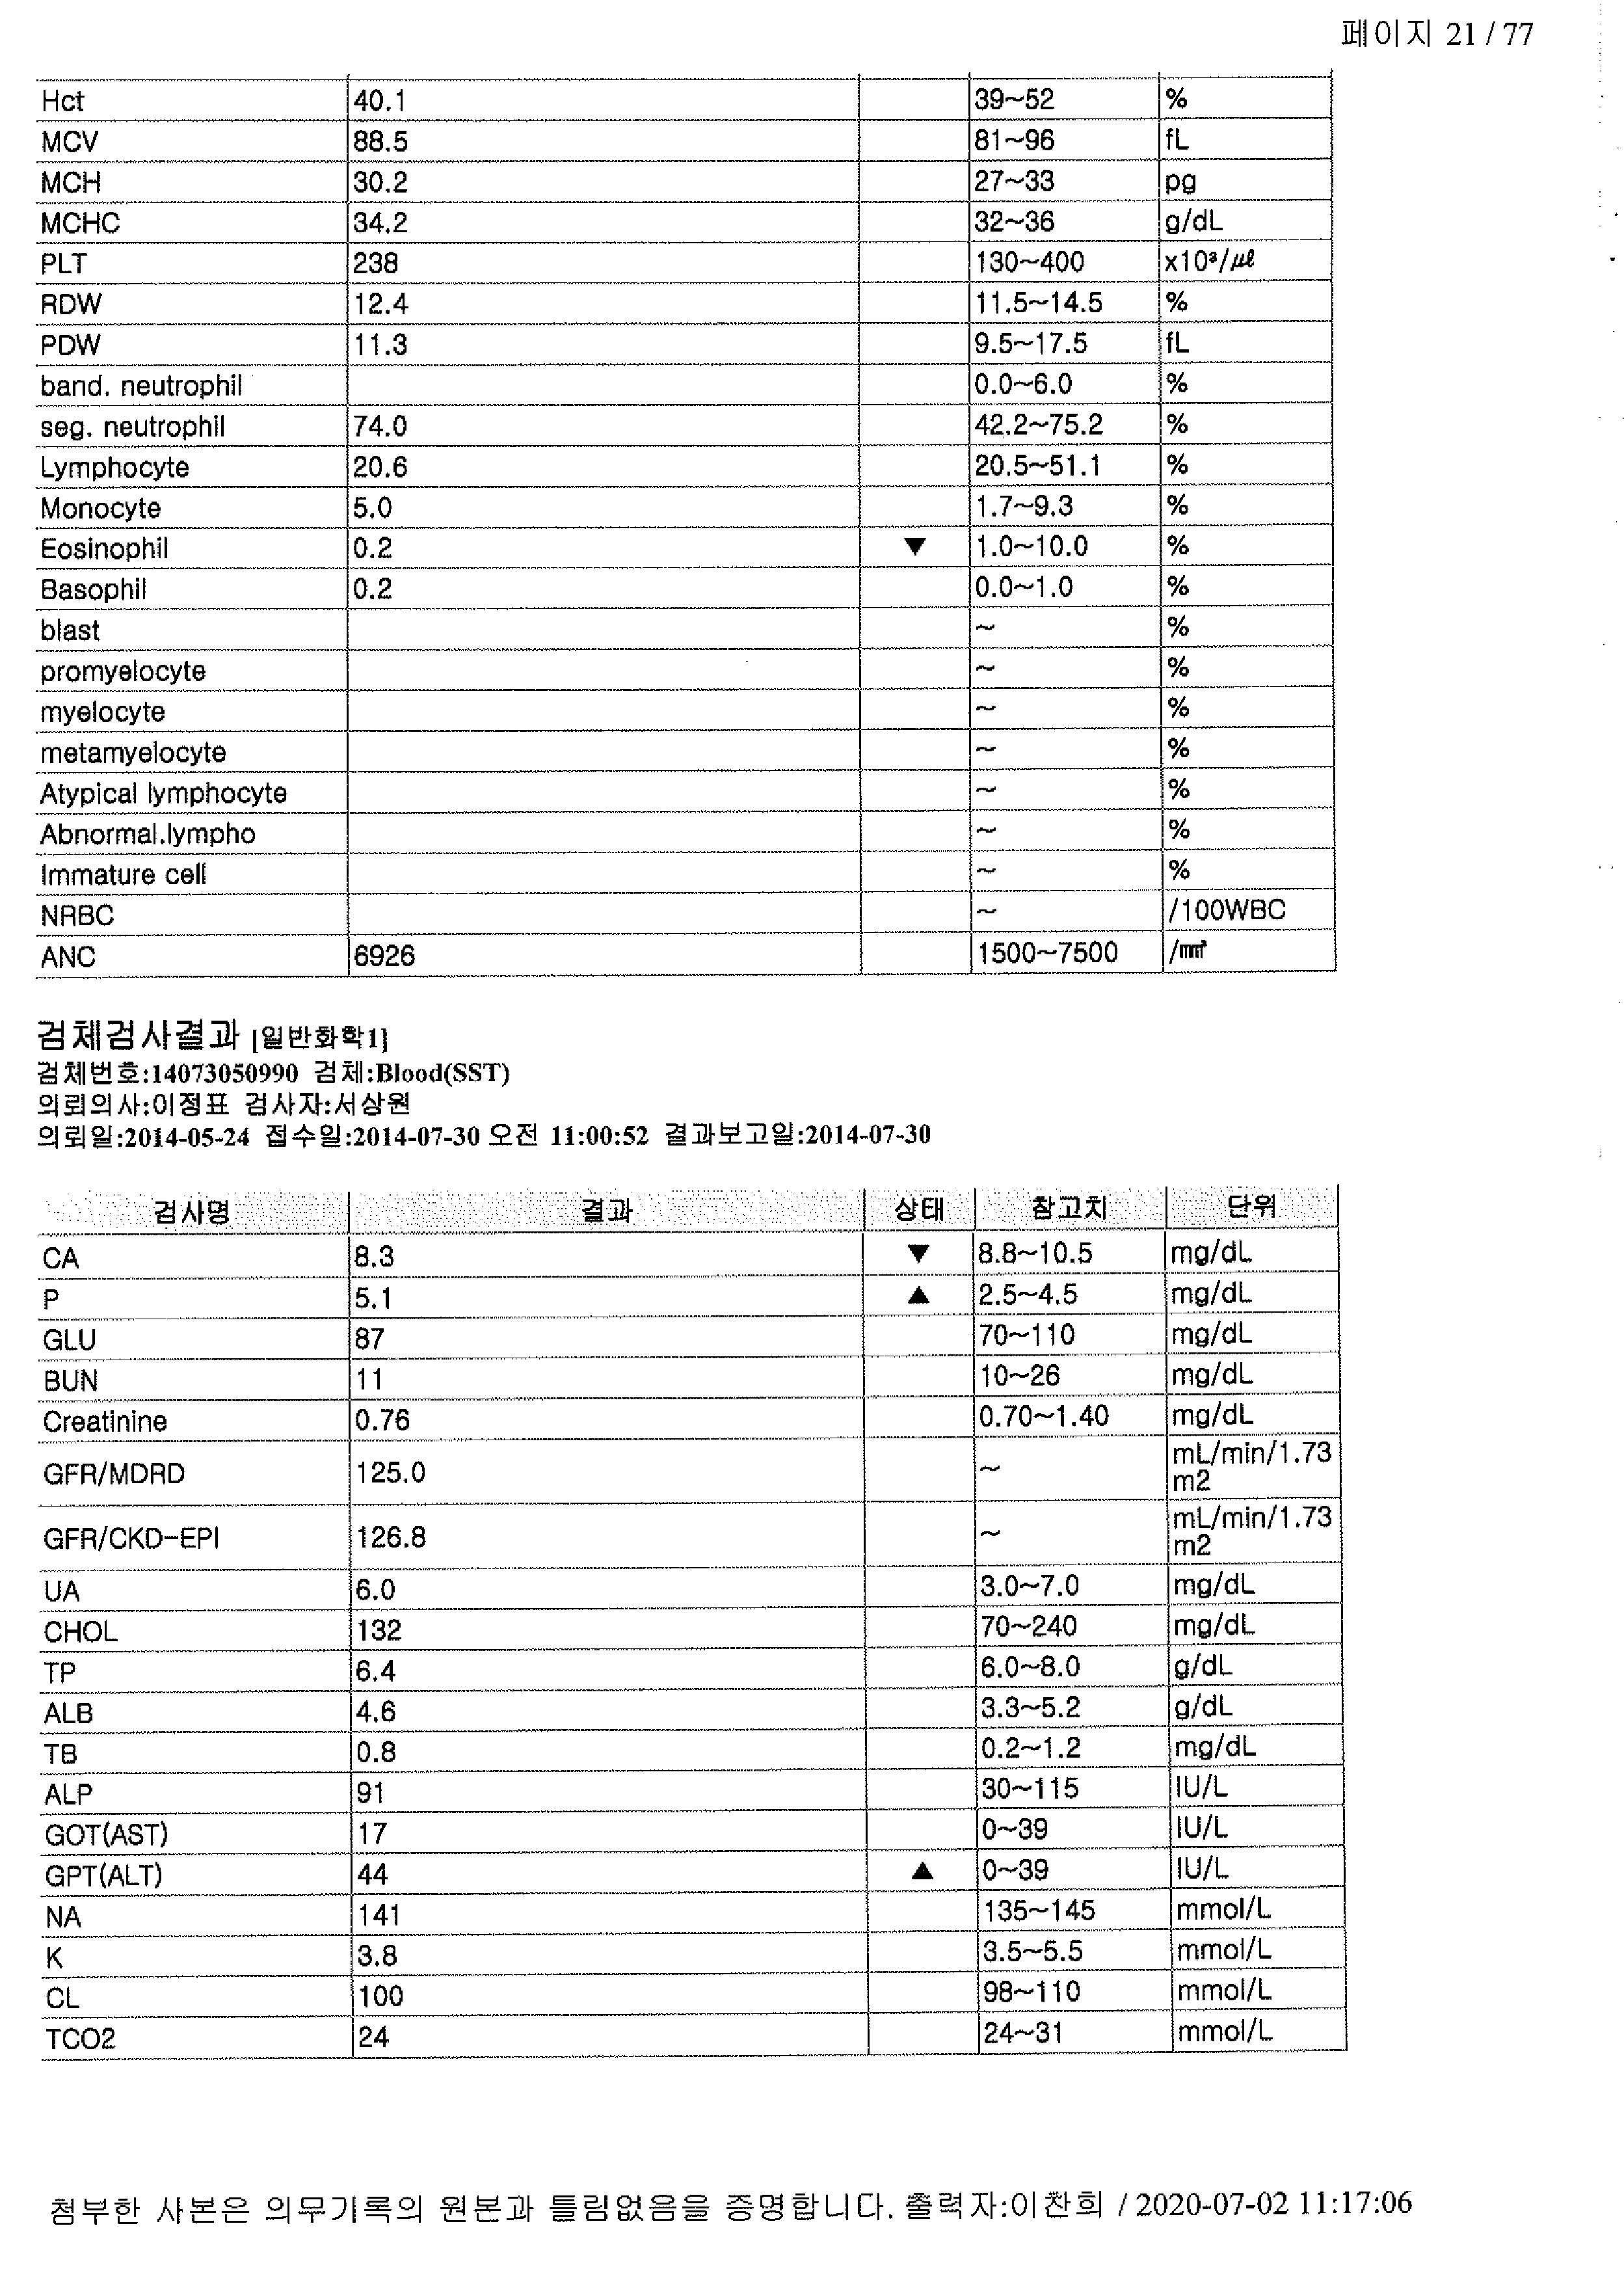 페이지 21 / 77
Hct 40.1 39~52 %
MCV 88.5 81~96 fL
MCH 30.2 27~33 pg
MCHC 34.2 32~36 g/dL
PLT 238 130~400 x10³/㎕
RDW 12.4 11.5~14.5 %
PDW 11.3 9.5~17.5 fL
band. neutrophil 0.0~6.0 %
seg. neutrophil 74.0 42.2~75.2 %
Lymphocyte 20.6 20.5~51.1 %
Monocyte 5.0 1.7~9.3 %
Eosinophil 0.2 ▼ 1.0~10.0 %
Basophil 0.2 0.0~1.0 %
blast ~ %
promyelocyte ~ %
myelocyte ~ %
metamyelocyte ~ %
Atypical lymphocyte ~ %
Abnormal.lympho ~ %
Immature cell ~ %
NRBC ~ /100WBC
ANC 6926 1500~7500 /㎣
검체검사결과 [일반화학1]
검체번호:14073050990 검체:Blood(SST)
의뢰의사:이정표 검사자:서상원
의뢰일:2014-05-24 접수일:2014-07-30 오전 11:00:52 결과보고일:2014-07-30
검사명 결과 상태 참고치 단위
CA 8.3 ▼ 8.8~10.5 mg/dL
P 5.1 ▲ 2.5~4.5 mg/dL
GLU 87 70~110 mg/dL
BUN 11 10~26 mg/dL
Creatinine 0.76 0.70~1.40 mg/dL
GFR/MDRD 125.0 ~ mL/min/1.73
m2
GFR/CKD-EPI 126.8 ~ mL/min/1.73
m2
UA 6.0 3.0~7.0 mg/dL
CHOL 132 70~240 mg/dL
TP 6.4 6.0~8.0 g/dL
ALB 4.6 3.3~5.2 g/dL
TB 0.8 0.2~1.2 mg/dL
ALP 91 30~115 IU/L
GOT(AST) 17 0~39 IU/L
GPT(ALT) 44 ▲ 0~39 IU/L
NA 141 135~145 mmol/L
K 3.8 3.5~5.5 mmol/L
CL 100 98~110 mmol/L
TCO2 24 24~31 mmol/L
첨부한 사본은 의무기록의 원본과 틀림없음을 증명합니다. 출력자:이찬희 / 2020-07-02 11:17:06